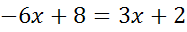 −6x + 8 = 3x + 2